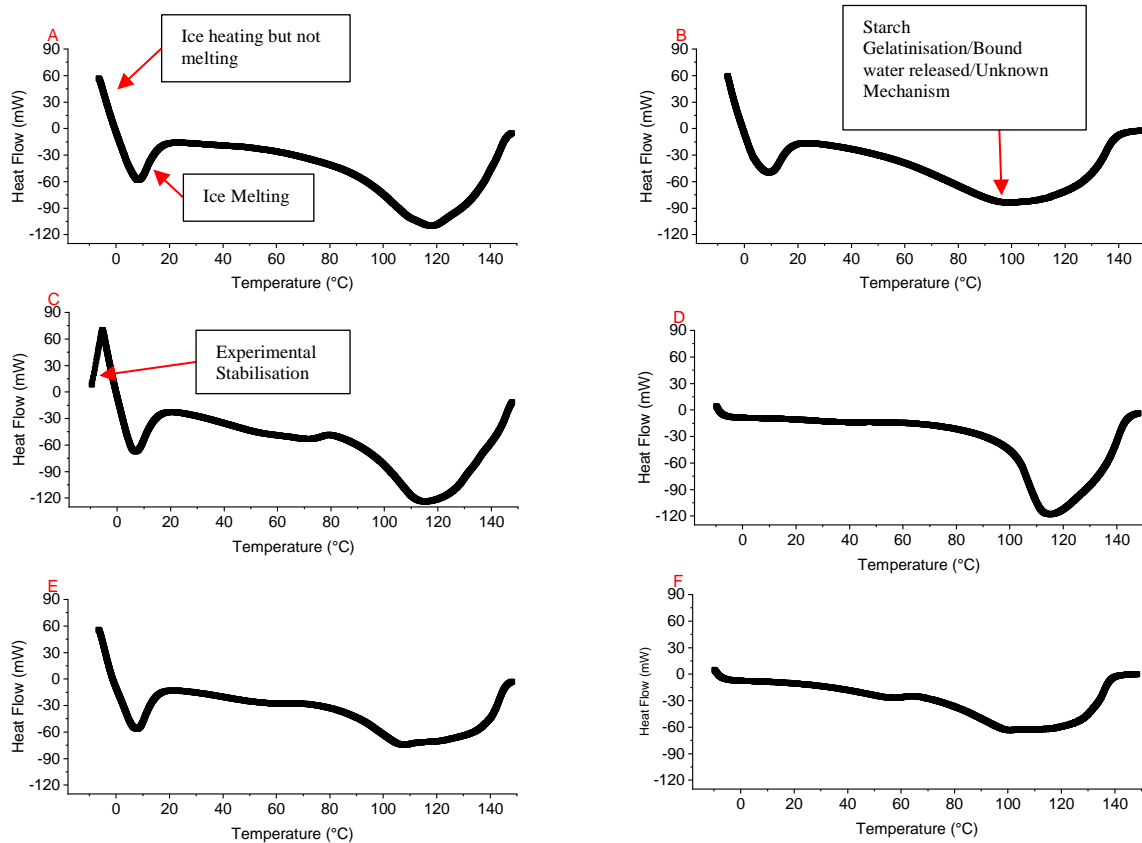 A
Ice heating but not
melting
Ice Melting
Heat Flow (mW)
90
60
30
0
-30
-60
-90
-120
0 20 40 60 80 100 120 140
Temperature (°C)
B
Starch
Gelatinisation/Bound
water released/Unknown
Mechanism
Heat Flow (mW)
90
60
30
0
-30
-60
-90
-120
0 20 40 60 80 100 120 140
Temperature (°C)
C
Experimental
Stabilisation
Heat Flow (mW)
90
60
30
0
-30
-60
-90
-120
0 20 40 60 80 100 120 140
Temperature (°C)
D
Heat Flow (mW)
90
60
30
0
-30
-60
-90
-120
0 20 40 60 80 100 120 140
Temperature (°C)
E
Heat Flow (mW)
90
60
30
0
-30
-60
-90
-120
0 20 40 60 80 100 120 140
Temperature (°C)
F
Heat Flow (mW)
90
60
30
0
-30
-60
-90
-120
0 20 40 60 80 100 120 140
Temperature (°C)